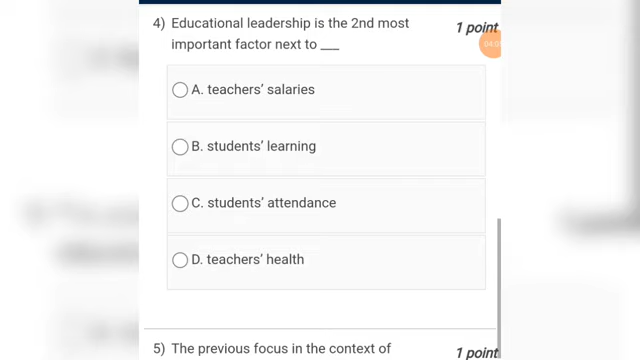 4) Educational leadership is the 2nd most
important factor next to ___
1 point
A. teachers' salaries
B. students' learning
C. students' attendance
D. teachers' health
5) The previous focus in the context of
1 point